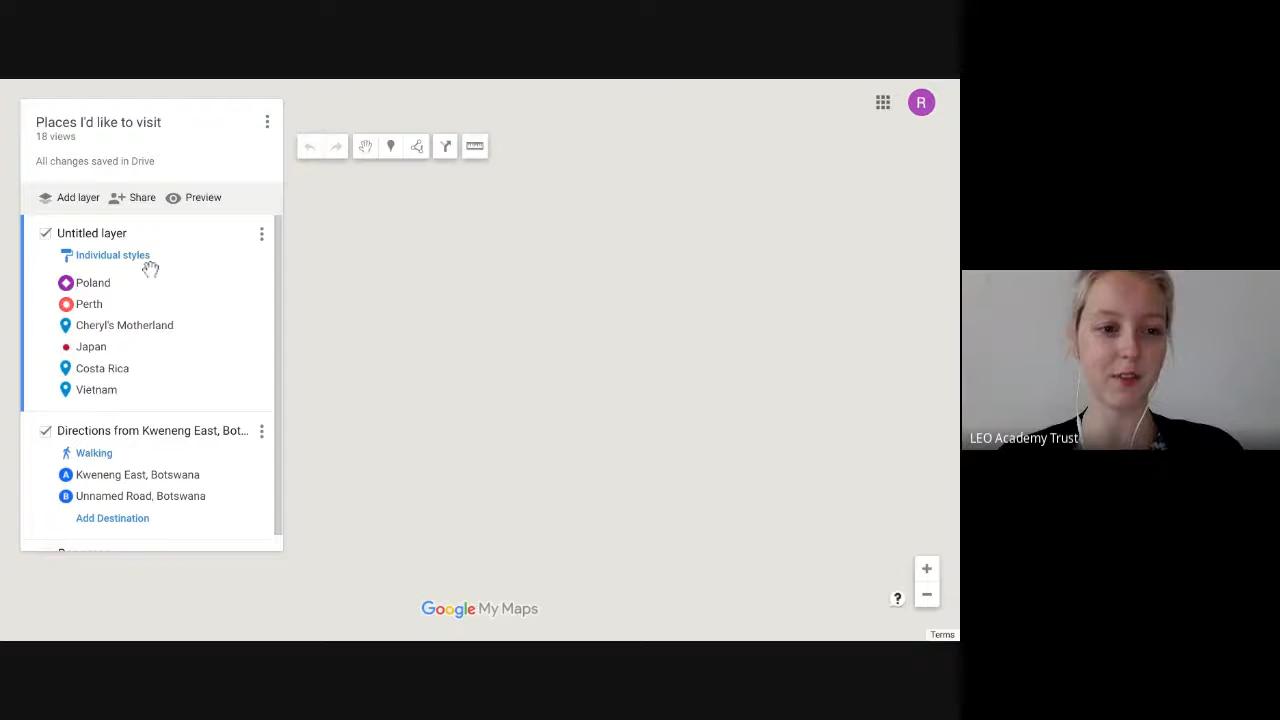 Places I'd like to visit
18 views
All changes saved in Drive
Add layer Share Preview
Untitled layer
Individual styles
Poland
Perth
Cheryl's Motherland
Japan
Costa Rica
Vietnam
Directions from Kweneng East, Bot...
Walking
A Kweneng East, Botswana
B Unnamed Road, Botswana
Add Destination
R
LEO Academy Trust
+
?
−
Google My Maps
Terms